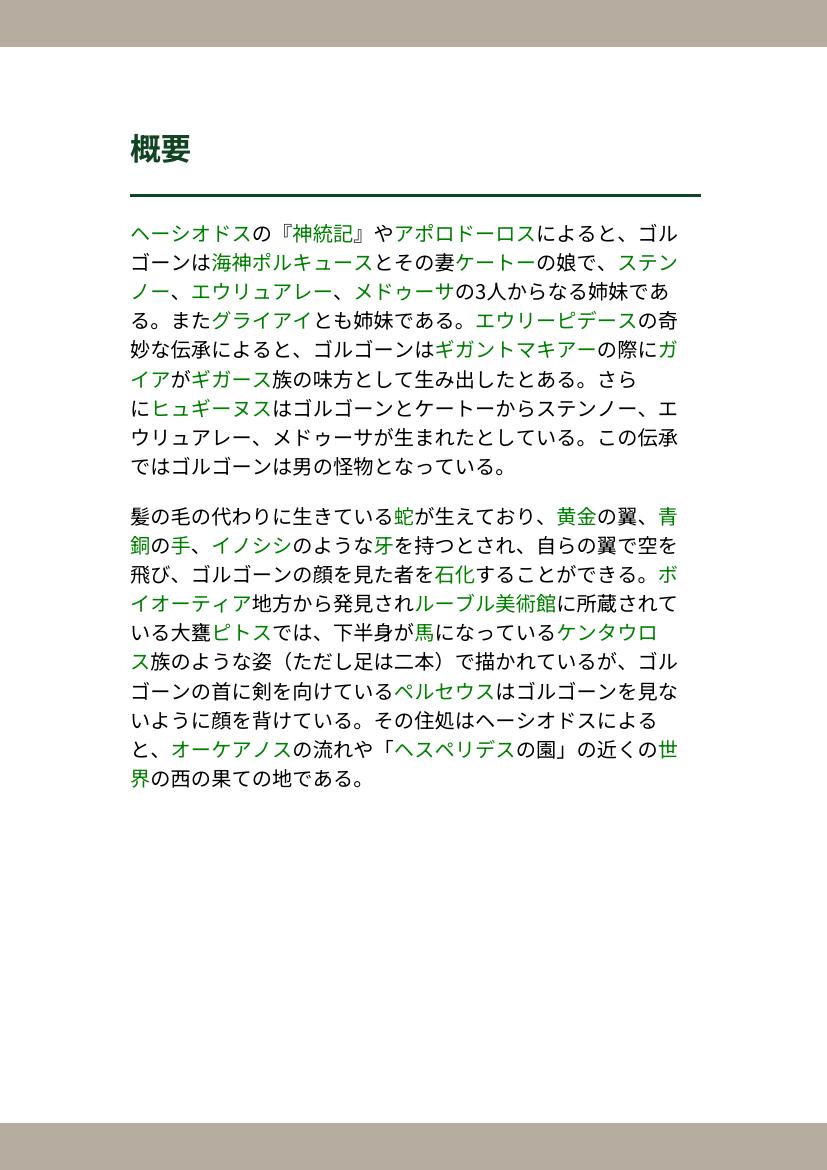 概要
ヘーシオドスの『神統記』やアポロドーロスによると、ゴル
ゴーンは海神ポルキュースとその妻ケートーの娘で、ステン
ノー、エウリュアレー、メドゥーサの3人からなる姉妹であ
る。またグライアイとも姉妹である。エウリーピデースの奇
妙な伝承によると、ゴルゴーンはギガントマキアーの際にガ
イアがギガース族の味方として生み出したとある。さら
にヒュギーヌスはゴルゴーンとケートーからステンノー、エ
ウリュアレー、メドゥーサが生まれたとしている。この伝承
ではゴルゴーンは男の怪物となっている。
髪の毛の代わりに生きている蛇が生えており、黄金の翼、青
銅の手、イノシシのような牙を持つとされ、自らの翼で空を
飛び、ゴルゴーンの顔を見た者を石化することができる。ボ
イオーティア地方から発見されルーブル美術館に所蔵されて
いる大甕ピトスでは、下半身が馬になっているケンタウロ
ス族のような姿（ただし足は二本）で描かれているが、ゴル
ゴーンの首に剣を向けているペルセウスはゴルゴーンを見な
いように顔を背けている。その住処はヘーシオドスによる
と、オーケアノスの流れや「ヘスペリデスの園」の近くの世
界の西の果ての地である。